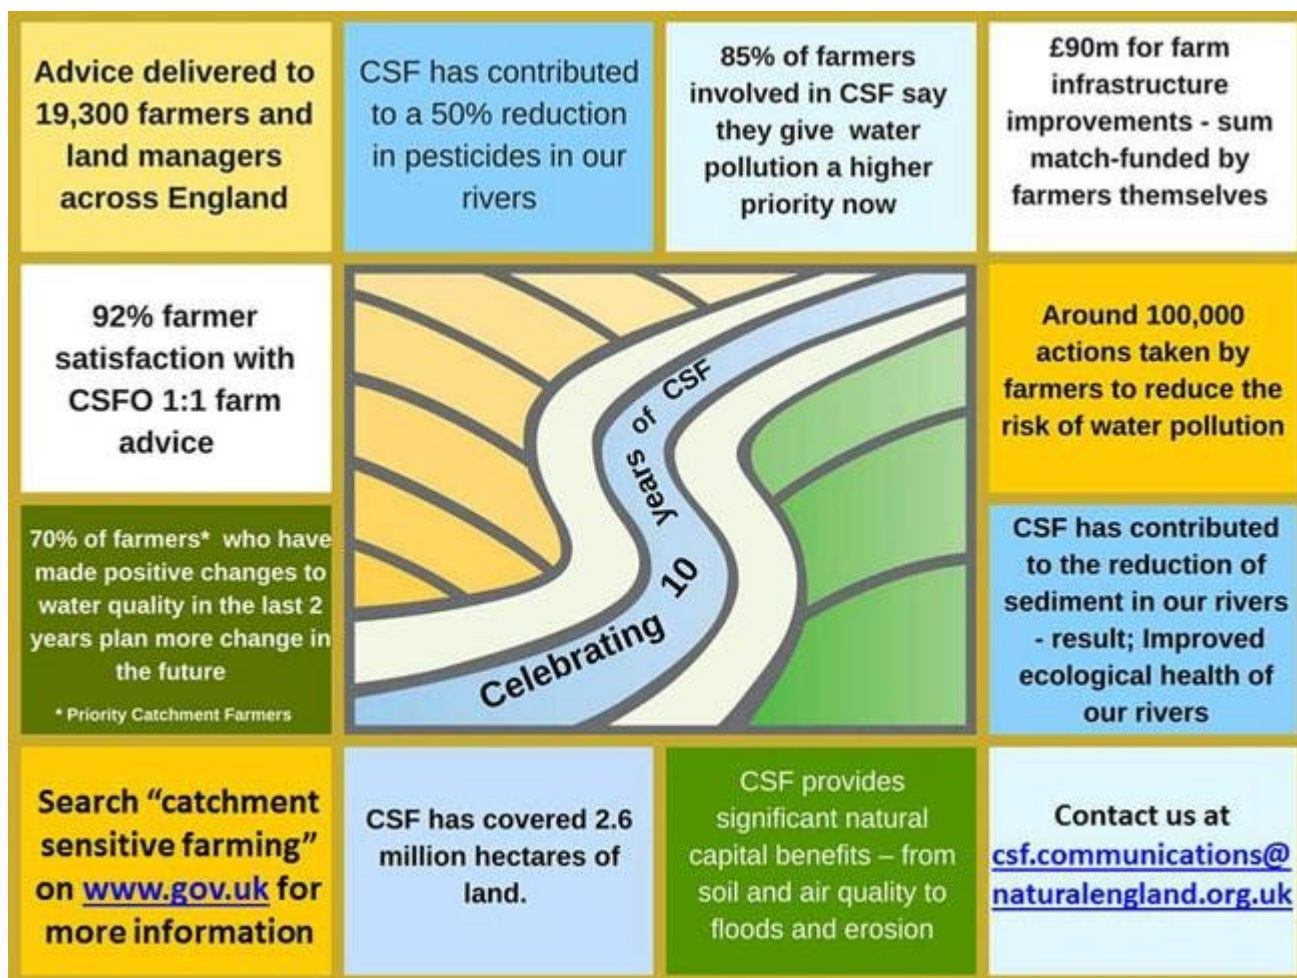 Advice delivered to
19,300 farmers and
land managers
across England
CSF has contributed
to a 50% reduction
in pesticides in our
rivers
85% of farmers
involved in CSF say
they give water
pollution a higher
priority now
£90m for farm
infrastructure
improvements - sum
match-funded by
farmers themselves
92% farmer
satisfaction with
CSFO 1:1 farm
advice
Celebrating 10 years of CSF
Around 100,000
actions taken by
farmers to reduce the
risk of water pollution
70% of farmers* who have
made positive changes to
water quality in the last 2
years plan more change in
the future
* Priority Catchment Farmers
CSF has contributed
to the reduction of
sediment in our rivers
- result; Improved
ecological health of
our rivers
Search “catchment
sensitive farming”
on www.gov.uk for
more information
CSF has covered 2.6
million hectares of
land.
CSF provides
significant natural
capital benefits – from
soil and air quality to
floods and erosion
Contact us at
csf.communications@
naturalengland.org.uk